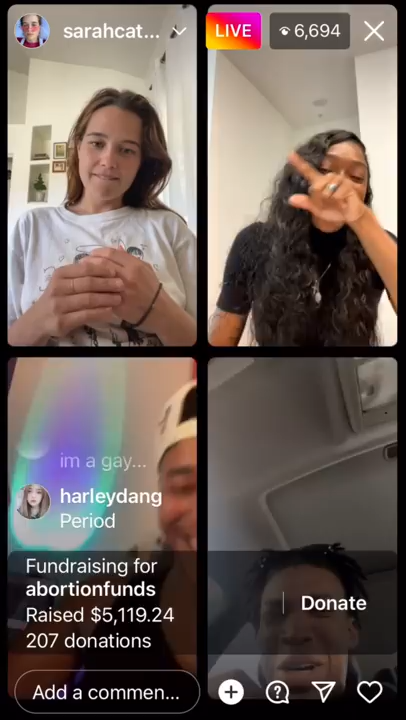 sarahcat...
LIVE
6,694
im a gay...
harleydang
Period
Fundraising for
abortionfunds
Raised $5,119.24
207 donations
Donate
Add a commen...